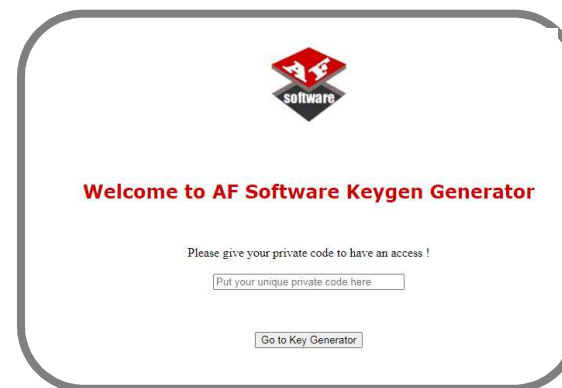 AF
software
Welcome to AF Software Keygen Generator
Please give your private code to have an access !
Put your unique private code here
Go to Key Generator